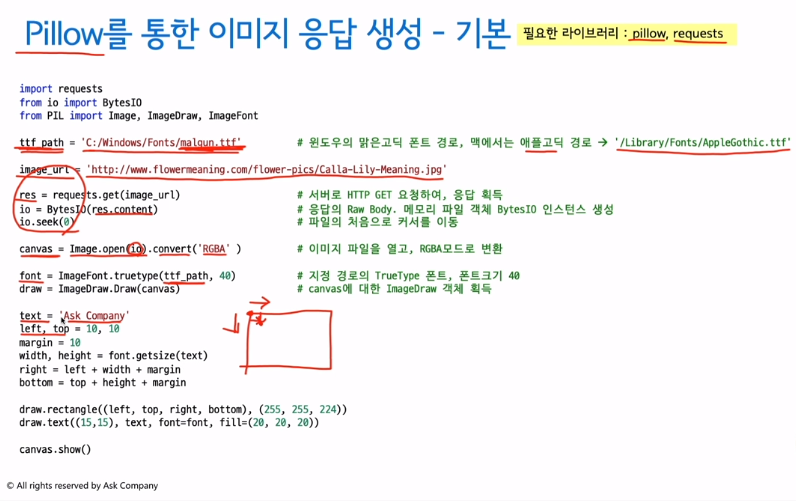 Pillow를 통한 이미지 응답 생성 - 기본
필요한 라이브러리 : pillow, requests
import requests
from io import BytesIO
from PIL import Image, ImageDraw, ImageFont
ttf_path = 'C:/Windows/Fonts/malgun.ttf' # 윈도우의 맑은고딕 폰트 경로, 맥에서는 애플고딕 경로 → '/Library/Fonts/AppleGothic.ttf'
image_url = 'http://www.flowermeaning.com/flower-pics/Calla-Lily-Meaning.jpg'
res = requests.get(image_url) # 서버로 HTTP GET 요청하여, 응답 획득
io = BytesIO(res.content) # 응답의 Raw Body. 메모리 파일 객체 BytesIO 인스턴스 생성
io.seek(0) # 파일의 처음으로 커서를 이동
canvas = Image.open(io).convert('RGBA' ) # 이미지 파일을 열고, RGBA모드로 변환
font = ImageFont.truetype(ttf_path, 40) # 지정 경로의 TrueType 폰트, 폰트크기 40
draw = ImageDraw.Draw(canvas) # canvas에 대한 ImageDraw 객체 획득
text = 'Ask Company'
left, top = 10, 10
margin = 10
width, height = font.getsize(text)
right = left + width + margin
bottom = top + height + margin
draw.rectangle((left, top, right, bottom), (255, 255, 224))
draw.text((15,15), text, font=font, fill=(20, 20, 20))
canvas.show()
© All rights reserved by Ask Company